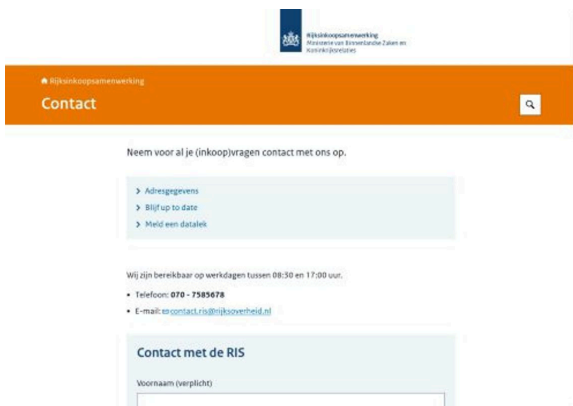 Rijksinkoopsamenwerking
Ministerie van Binnenlandse Zaken en
Koninkrijksrelaties
Rijksinkoopsamenwerking
Contact
Neem voor al je (inkoop)vragen contact met ons op.
Adresgegevens
Blijf up to date
Meld een datalek
Wij zijn bereikbaar op werkdagen tussen 08:30 en 17:00 uur.
• Telefoon: 070 - 7585678
• E-mail: contact.ris@rijksoverheid.nl
Contact met de RIS
Voornaam (verplicht)